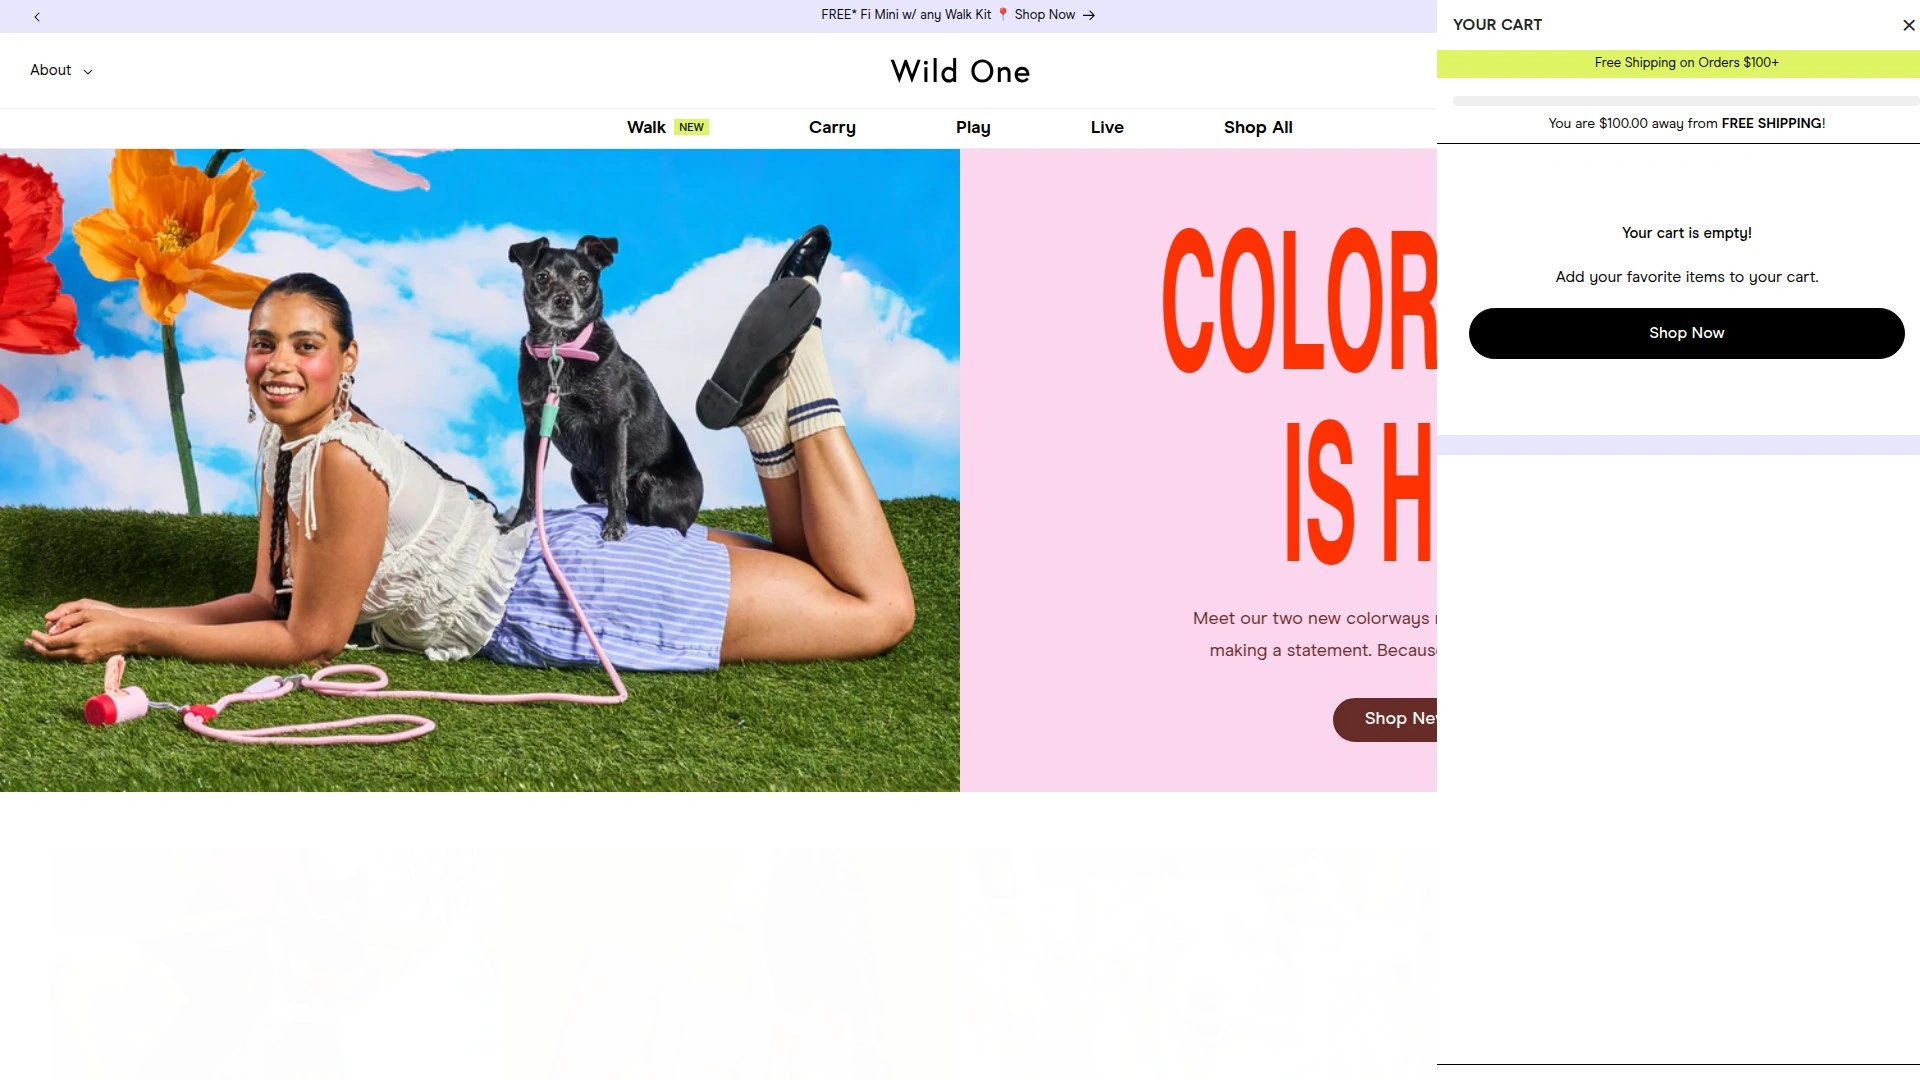 FREE* Fi Mini w/ any Walk Kit 📍 Shop Now →
About
Wild One
Walk NEW
Carry
Play
Live
Shop All
COLOR
IS H
Meet our two new colorways
making a statement. Becaus
Shop Ne
YOUR CART
Free Shipping on Orders $100+
You are $100.00 away from FREE SHIPPING!
Your cart is empty!
Add your favorite items to your cart.
Shop Now